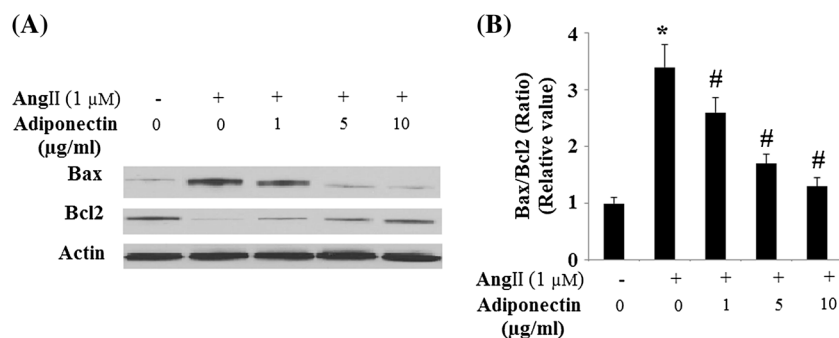 (A)
AngII (1 µM) - + + + +
Adiponectin 0 0 1 5 10
(µg/ml)
Bax
Bcl2
Actin
(B)
Bax/Bcl2 (Ratio)
(Relative value)
4
3
2
1
0
*
#
#
#
AngII (1 µM) - + + + +
Adiponectin 0 0 1 5 10
(µg/ml)